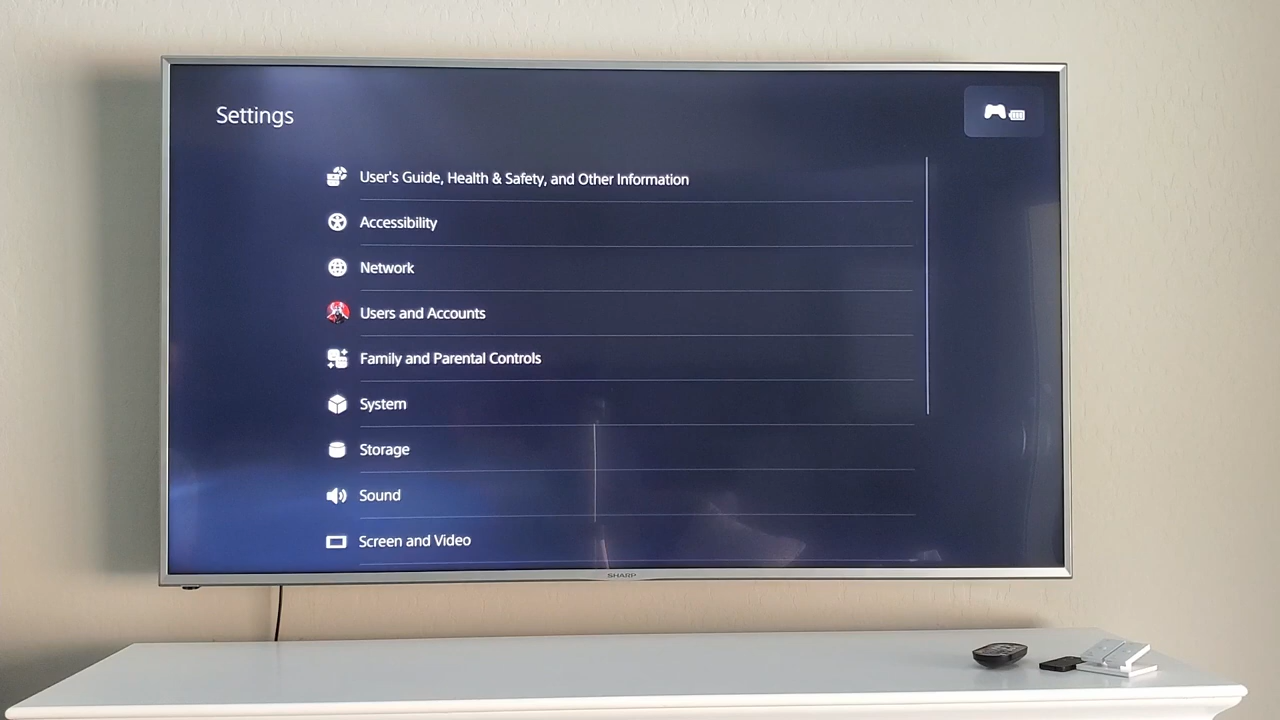 Settings
User's Guide, Health & Safety, and Other Information
Accessibility
Network
Users and Accounts
Family and Parental Controls
System
Storage
Sound
Screen and Video
SHARP